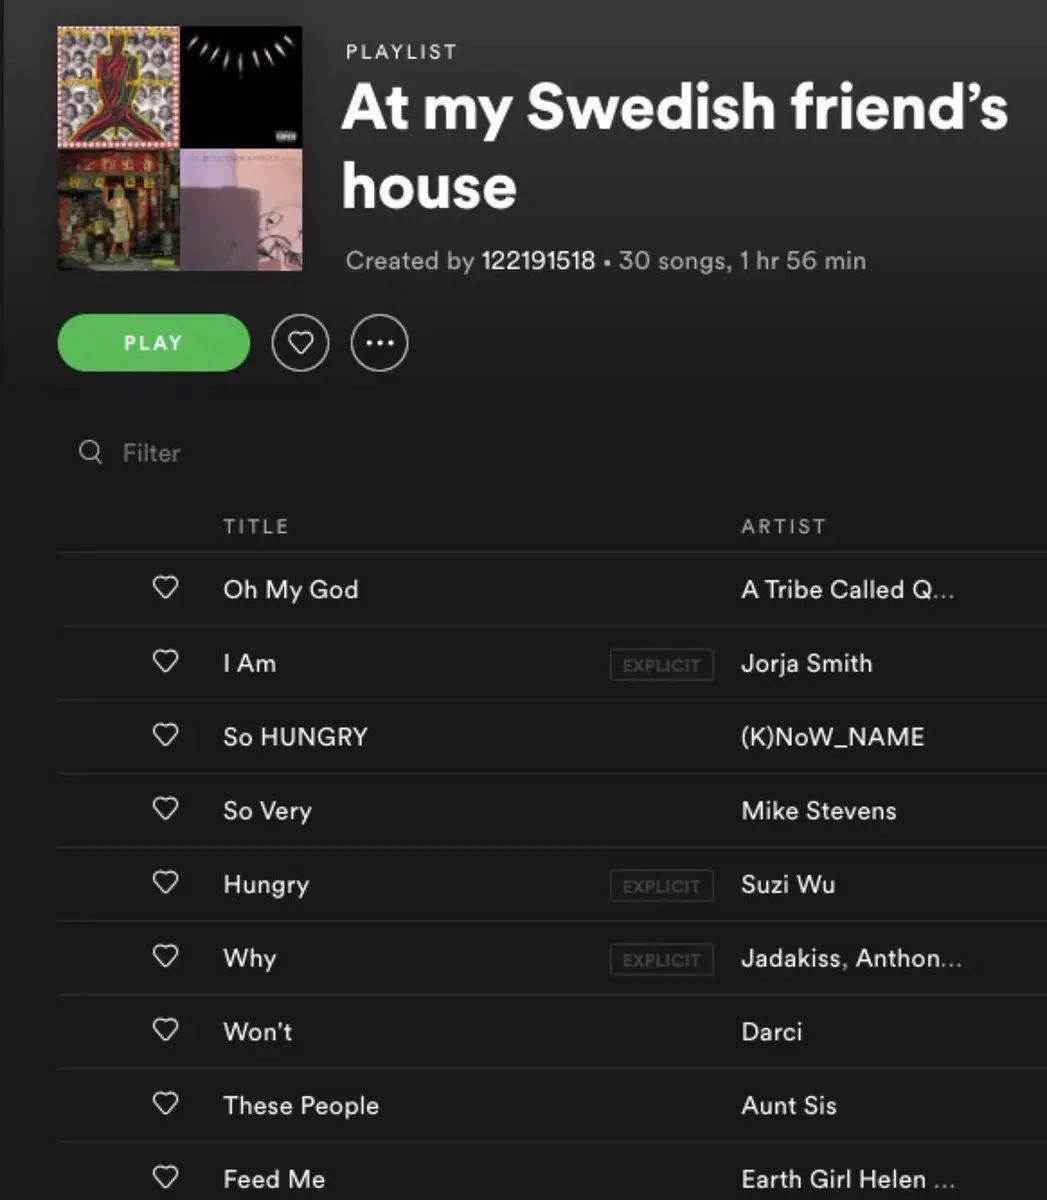 PLAYLIST
At my Swedish friend’s
house
Created by 122191518 • 30 songs, 1 hr 56 min
PLAY
Filter
TITLE ARTIST
Oh My God A Tribe Called Q...
I Am EXPLICIT Jorja Smith
So HUNGRY (K)NoW_NAME
So Very Mike Stevens
Hungry EXPLICIT Suzi Wu
Why EXPLICIT Jadakiss, Anthon...
Won't Darci
These People Aunt Sis
Feed Me Earth Girl Helen ...